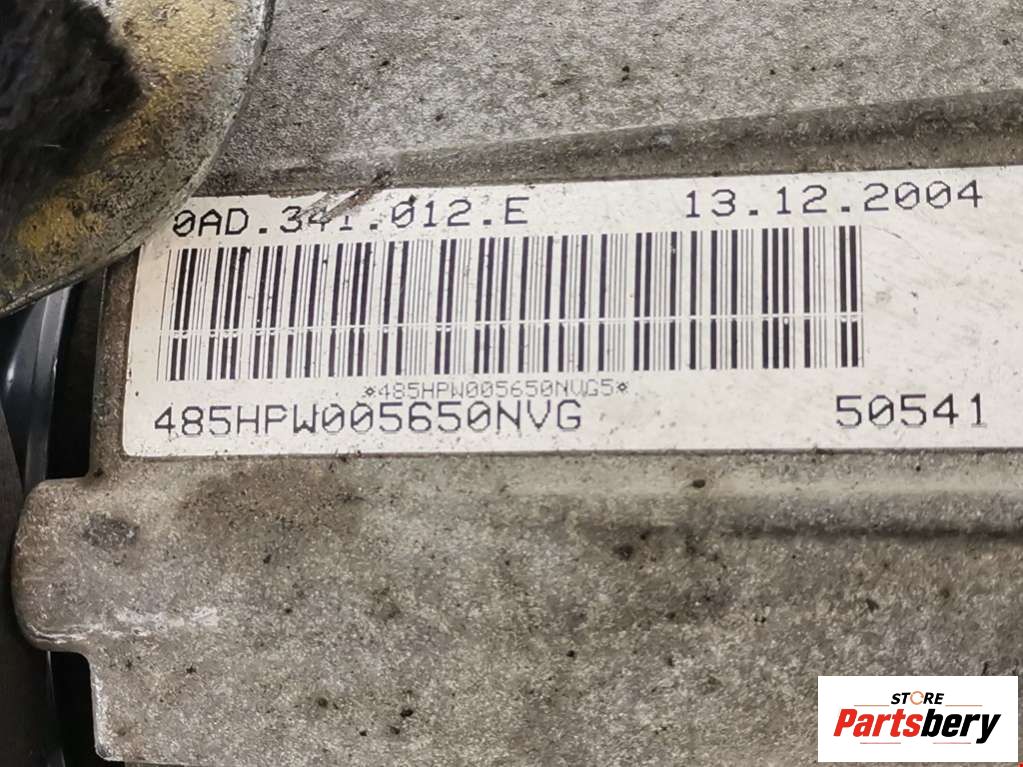 0AD.341.012.E 13.12.2004
*485HPW005650NVG5*
485HPW005650NVG 50541
STORE
Partsbery